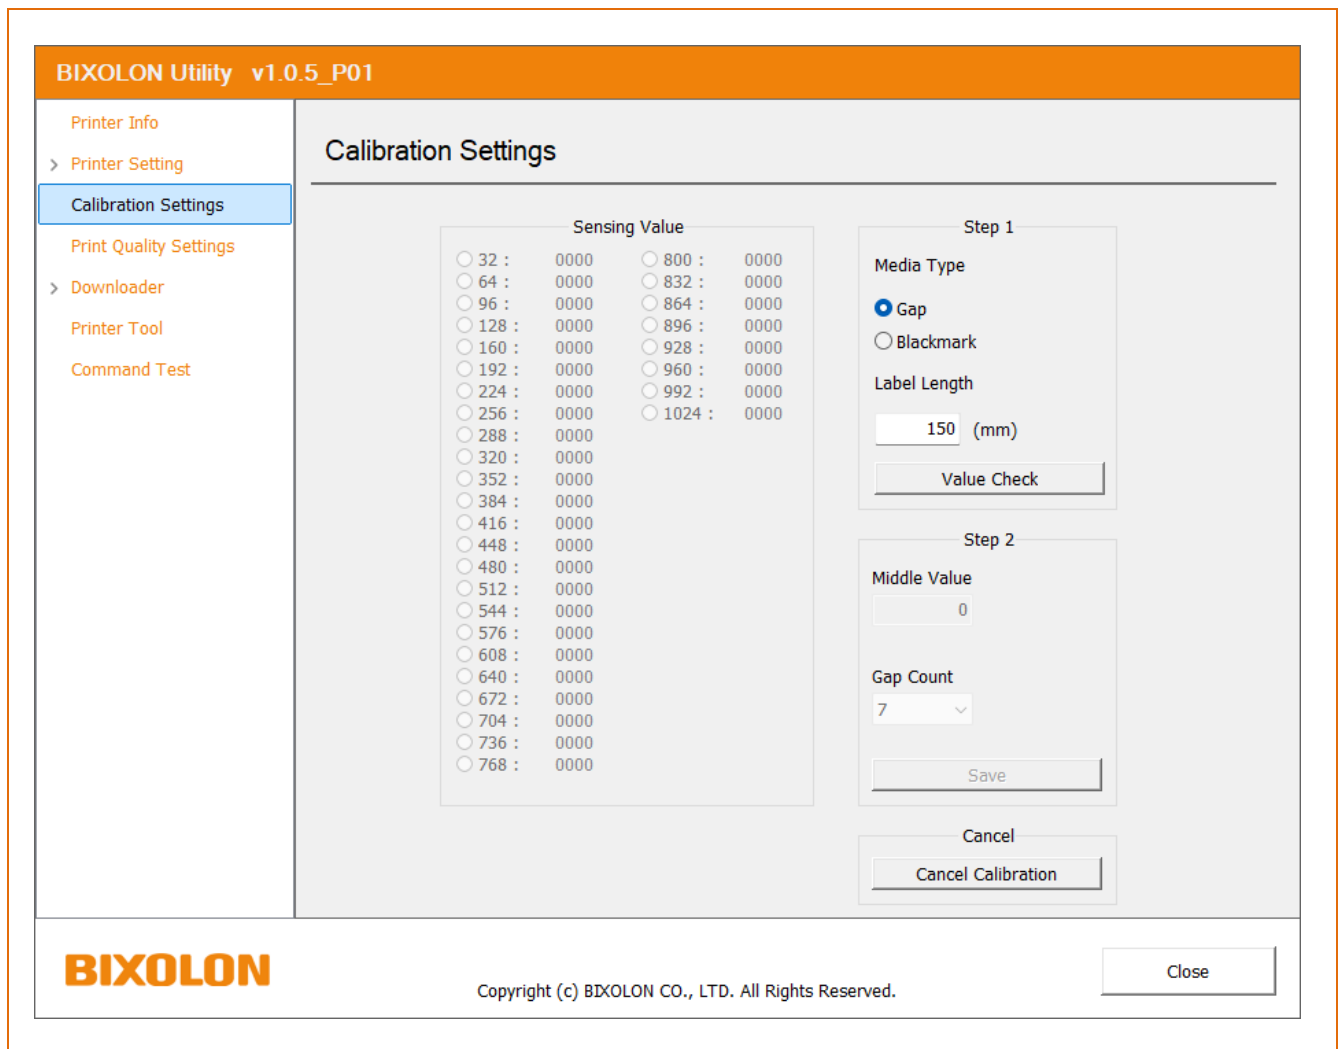 BIXOLON Utility v1.0.5_P01
Printer Info
Printer Setting
Calibration Settings
Print Quality Settings
Downloader
Printer Tool
Command Test
Calibration Settings
Sensing Value
32 : 0000
64 : 0000
96 : 0000
128 : 0000
160 : 0000
192 : 0000
224 : 0000
256 : 0000
288 : 0000
320 : 0000
352 : 0000
384 : 0000
416 : 0000
448 : 0000
480 : 0000
512 : 0000
544 : 0000
576 : 0000
608 : 0000
640 : 0000
672 : 0000
704 : 0000
736 : 0000
768 : 0000
800 : 0000
832 : 0000
864 : 0000
896 : 0000
928 : 0000
960 : 0000
992 : 0000
1024 : 0000
Step 1
Media Type
Gap
Blackmark
Label Length
150 (mm)
Value Check
Step 2
Middle Value
0
Gap Count
7
Save
Cancel
Cancel Calibration
BIXOLON
Copyright (c) BIXOLON CO., LTD. All Rights Reserved.
Close